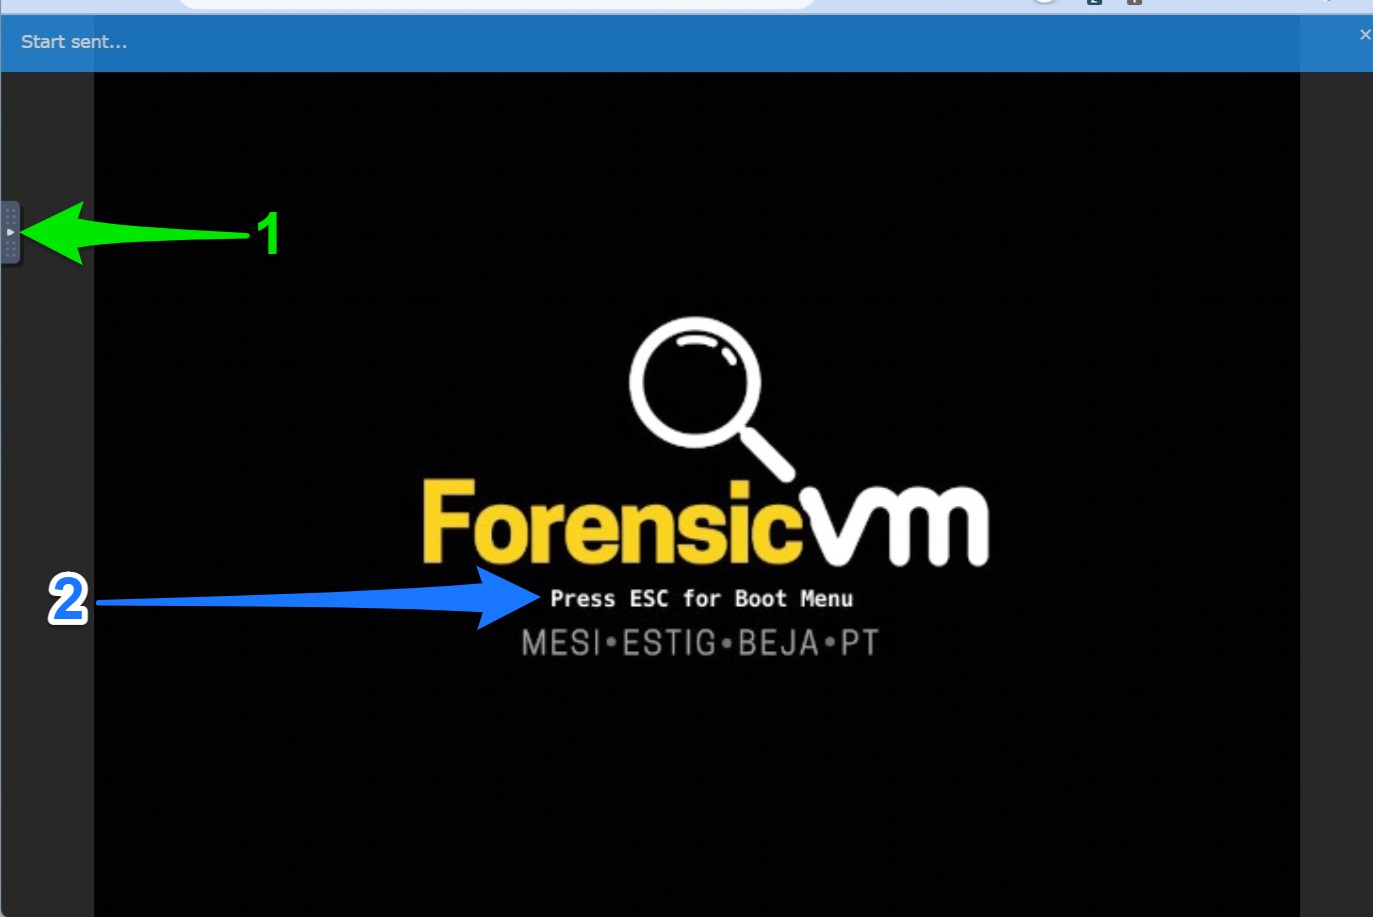 Start sent...
1
ForensicVM
2
Press ESC for Boot Menu
MESI•ESTIG•BEJA•PT